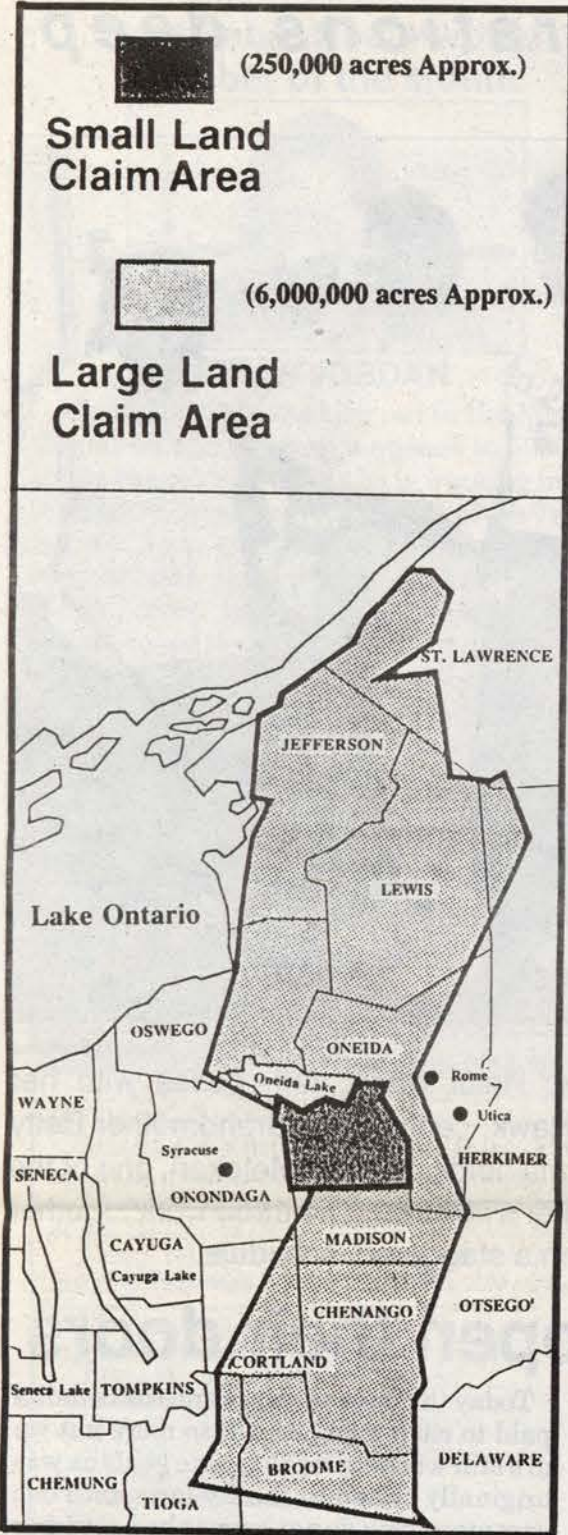 (250,000 acres Approx.)
Small Land
Claim Area
(6,000,000 acres Approx.)
Large Land
Claim Area
ST. LAWRENCE
JEFFERSON
LEWIS
Lake Ontario
OSWEGO
ONEIDA
Oneida Lake
Rome
WAYNE
Utica
Syracuse
HERKIMER
SENECA
ONONDAGA
MADISON
CAYUGA
Cayuga Lake
CHENANGO
OTSEGO
CORTLAND
Seneca Lake
TOMPKINS
BROOME
DELAWARE
CHEMUNG
TIOGA